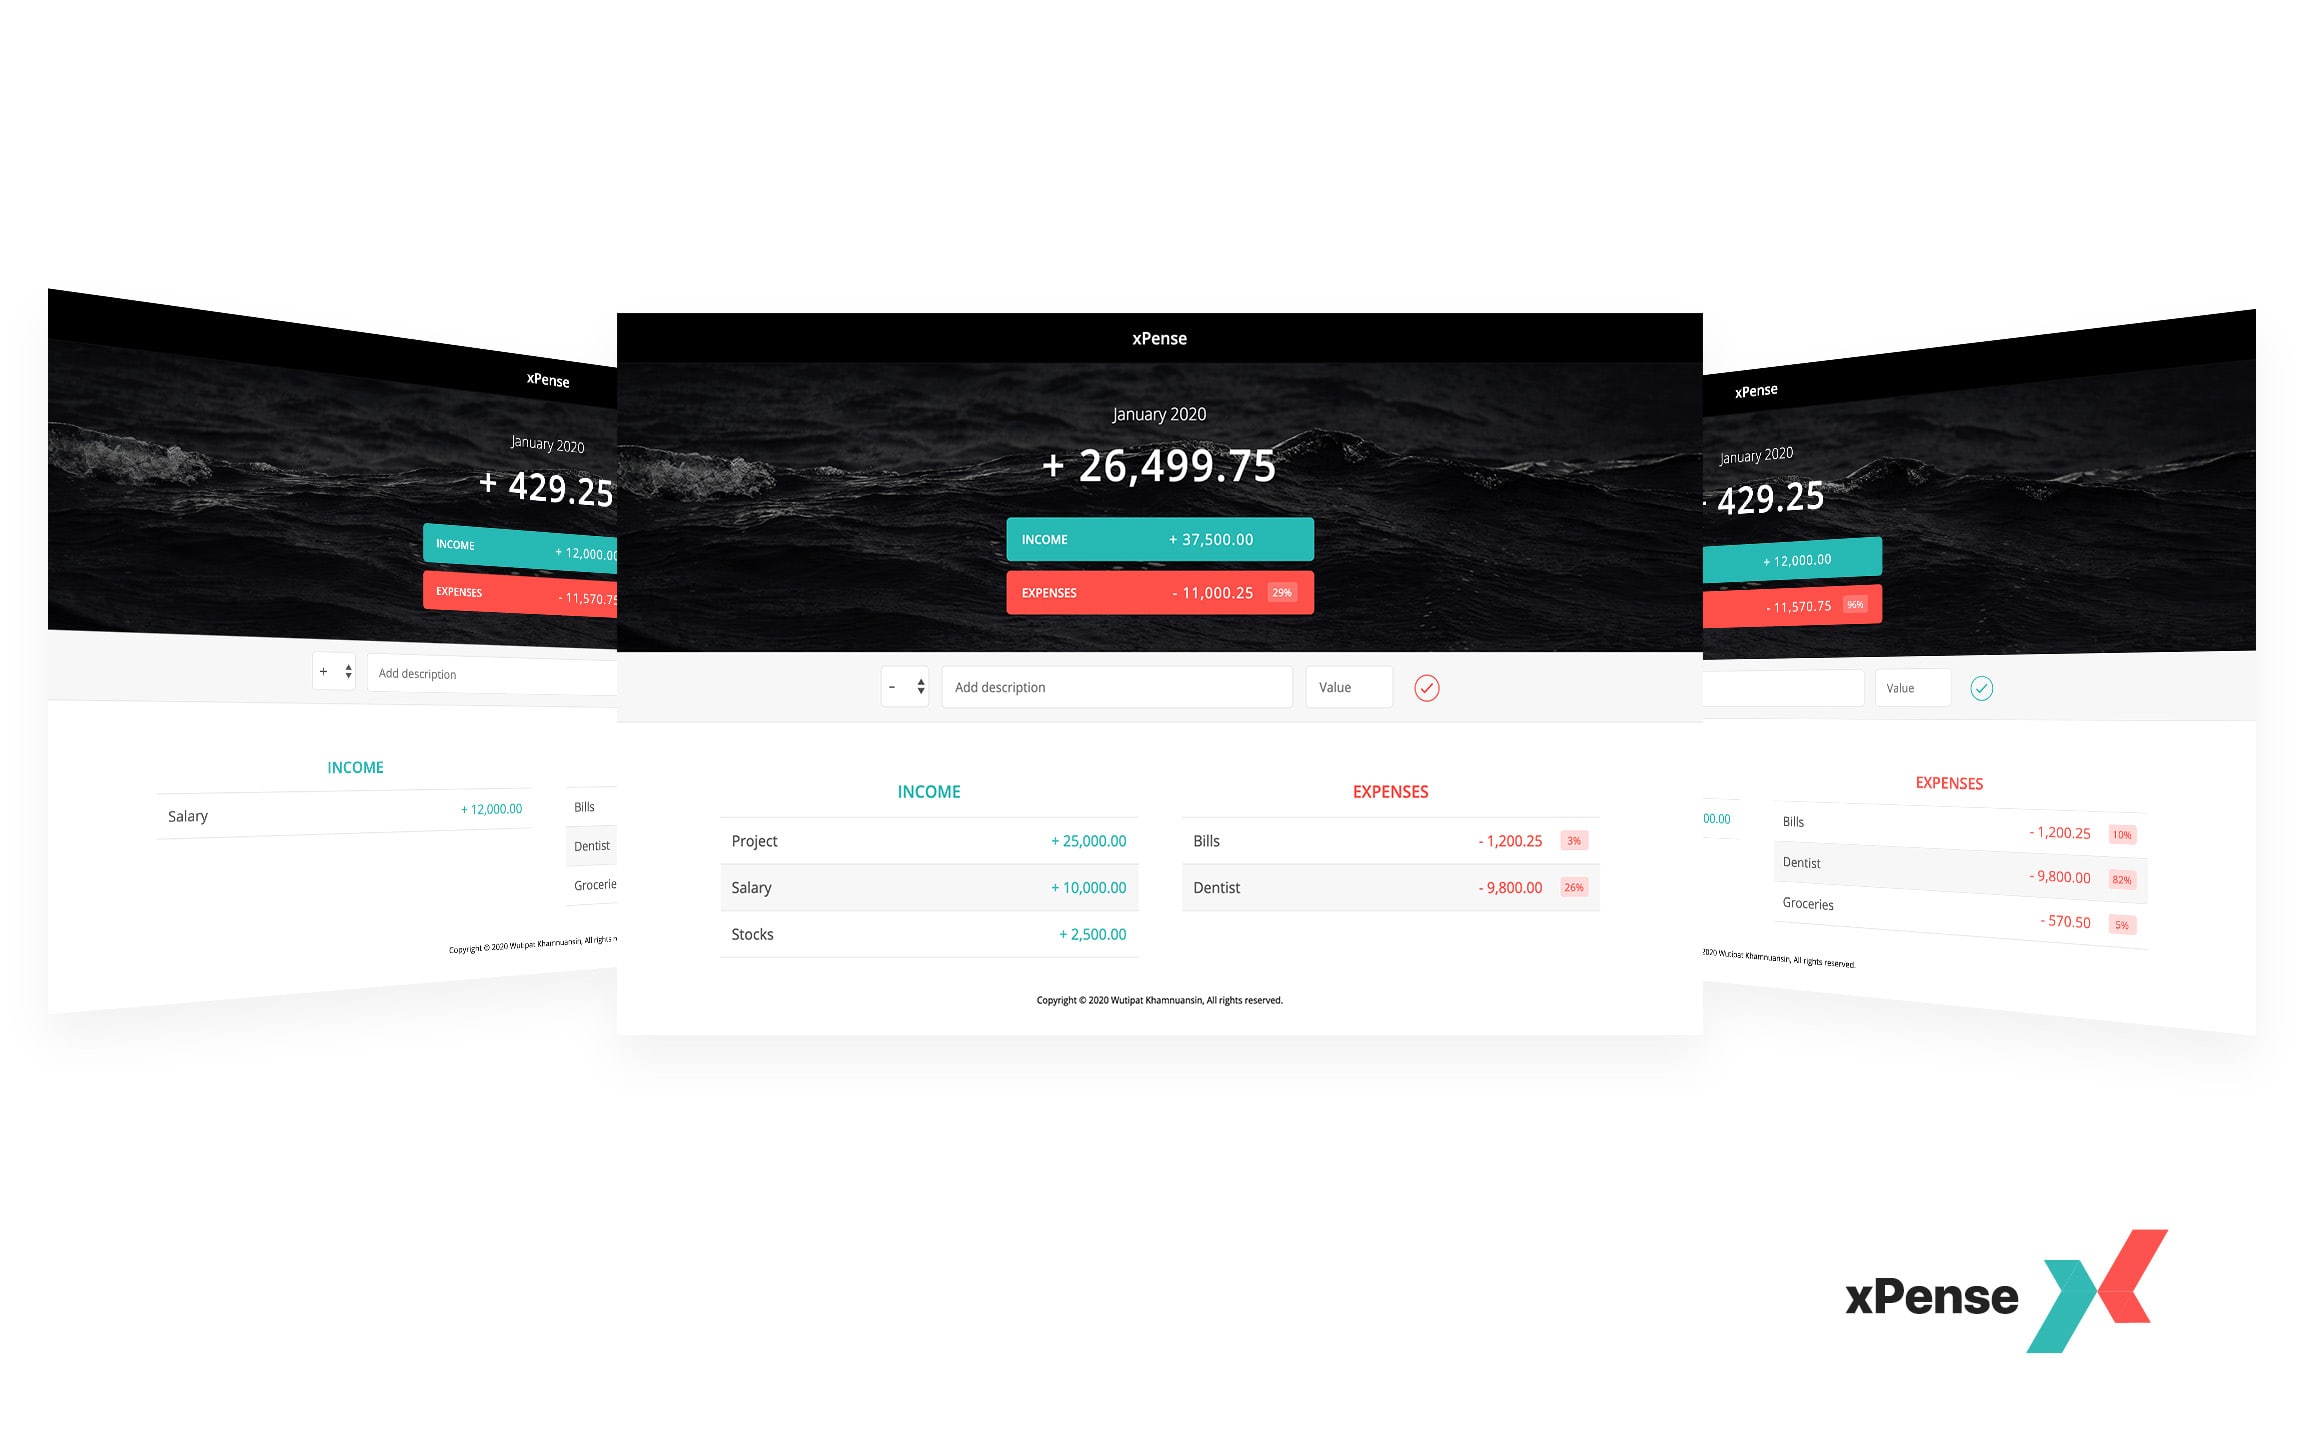 xPense
January 2020
+ 429.25
INCOME + 12,000.00
EXPENSES - 11,570.75
+ Add description
INCOME
Salary + 12,000.00
Bills
Dentist
Groceries
Copyright © 2020 Wutipat Khamnuansin, All rights
xPense
January 2020
+ 26,499.75
INCOME + 37,500.00
EXPENSES - 11,000.25 29%
- Add description Value
INCOME
Project + 25,000.00
Salary + 10,000.00
Stocks + 2,500.00
EXPENSES
Bills - 1,200.25 3%
Dentist - 9,800.00 26%
Copyright © 2020 Wutipat Khamnuansin, All rights reserved.
xPense
January 2020
429.25
+ 12,000.00
- 11,570.75 96%
Value
00.00
EXPENSES
Bills - 1,200.25 10%
Dentist - 9,800.00 82%
Groceries - 570.50 5%
2020 Wutipat Khamnuansin, All rights reserved.
xPense